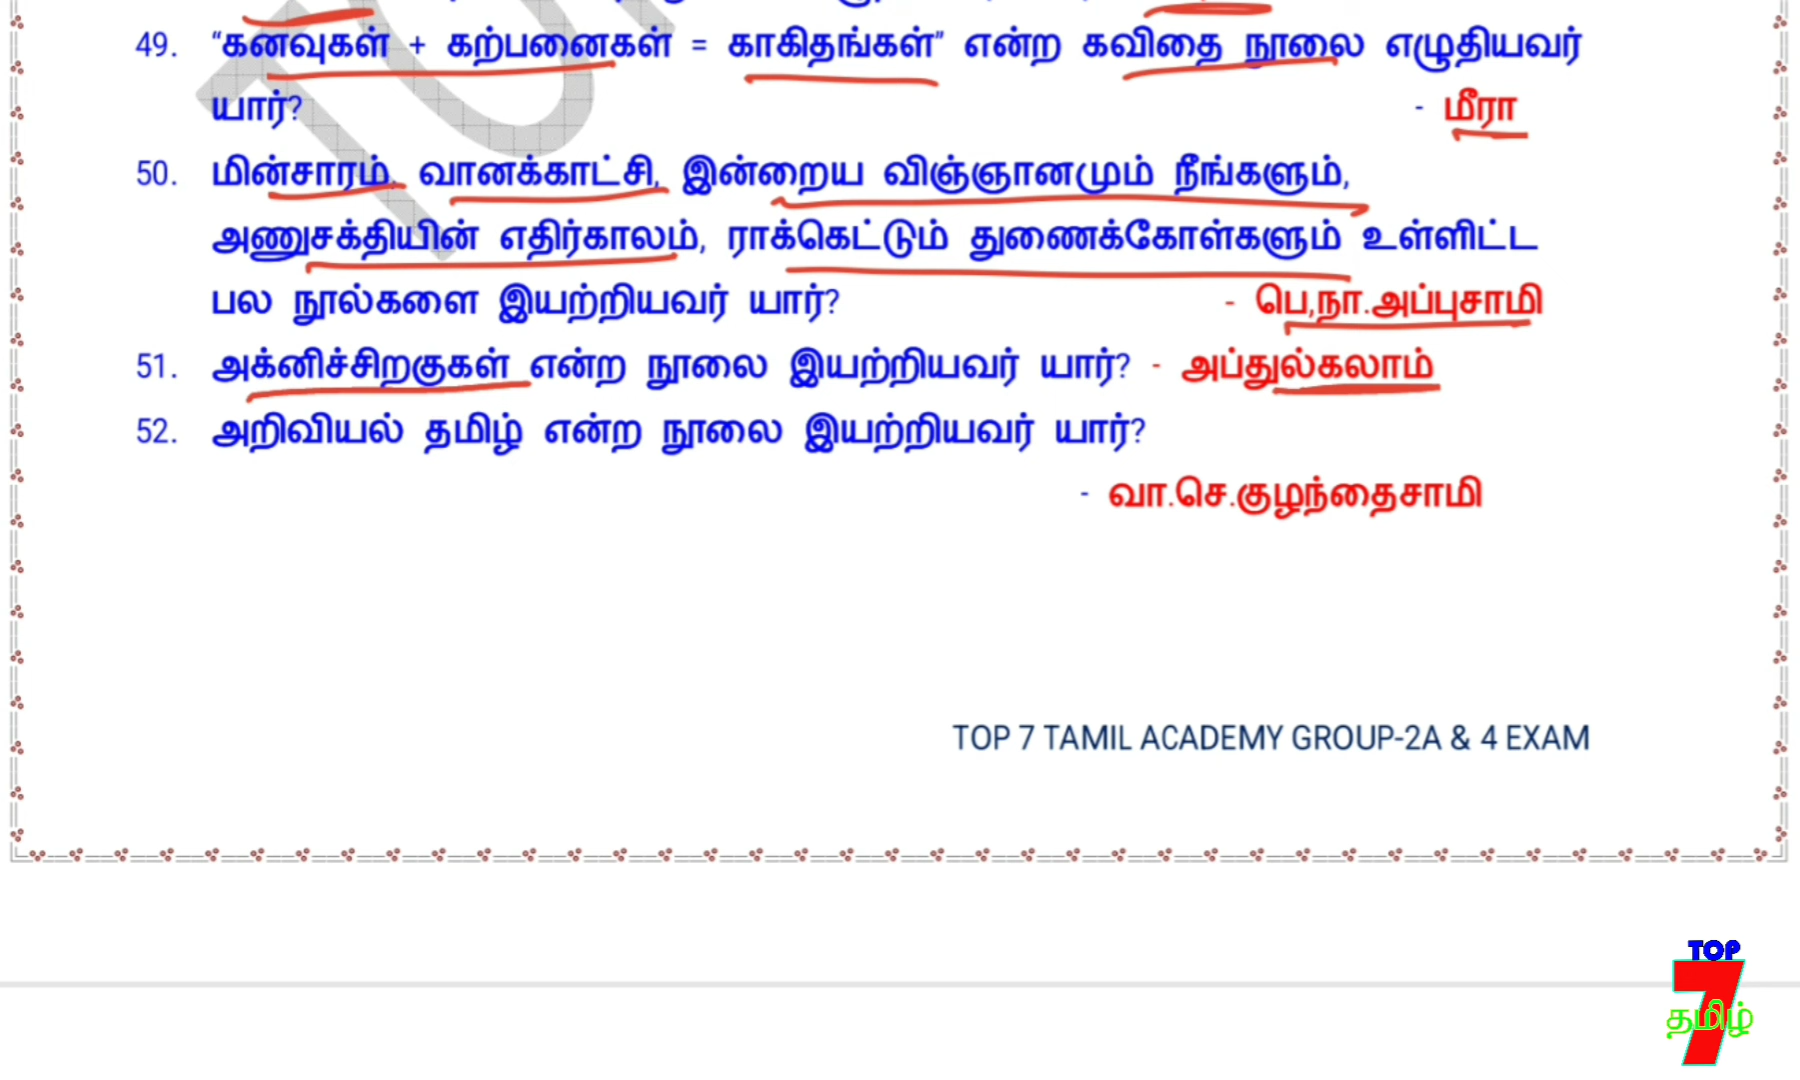 49. “கனவுகள் + கற்பனைகள் = காகிதங்கள்” என்ற கவிதை நூலை எழுதியவர்
யார்? - மீரா
50. மின்சாரம், வானக்காட்சி, இன்றைய விஞ்ஞானமும் நீங்களும்,
அணுசக்தியின் எதிர்காலம், ராக்கெட்டும் துணைக்கோள்களும் உள்ளிட்ட
பல நூல்களை இயற்றியவர் யார்? - பெ,நா.அப்புசாமி
51. அக்னிச்சிறகுகள் என்ற நூலை இயற்றியவர் யார்? - அப்துல்கலாம்
52. அறிவியல் தமிழ் என்ற நூலை இயற்றியவர் யார்?
- வா.செ.குழந்தைசாமி
TOP 7 TAMIL ACADEMY GROUP-2A & 4 EXAM
TOP
7
தமிழ்